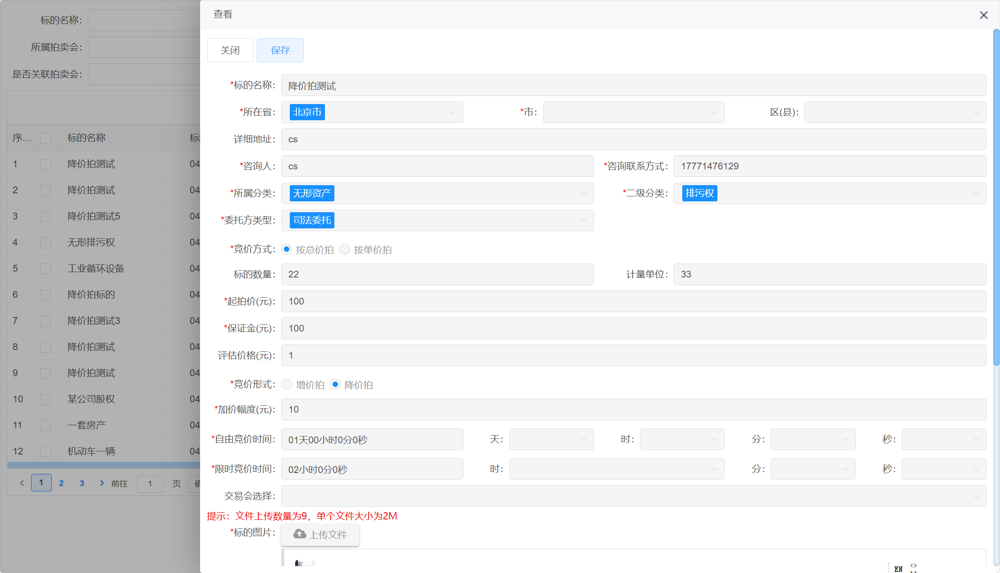 标的名称:
所属拍卖会:
是否关联拍卖会:
序... 标的名称
1 降价拍测试 04
2 降价拍测试 04
3 降价拍测试5 04
4 无形排污权 04
5 工业循环设备 04
6 降价拍标的 04
7 降价拍测试3 04
8 降价拍测试 04
9 降价拍测试 04
10 某公司股权 04
11 一套房产 04
12 机动车一辆 04
1 2 3 前往 1 页
查看
关闭 保存
*标的名称: 降价拍测试
*所在省: 北京市 *市: 区(县):
详细地址: cs
*咨询人: cs *咨询联系方式: 17771476129
*所属分类: 无形资产 *二级分类: 排污权
*委托方类型: 司法委托
*竞价方式: 按总价拍 按单价拍
标的数量: 22 计量单位: 33
*起拍价(元): 100
*保证金(元): 100
评估价格(元): 1
*竞价形式: 增价拍 降价拍
*加价幅度(元): 10
*自由竞价时间: 01天00小时0分0秒 天: 时: 分: 秒:
*限时竞价时间: 02小时0分0秒 时: 分: 秒:
交易会选择:
提示：文件上传数量为9，单个文件大小为2M
*标的图片: 上传文件
EN